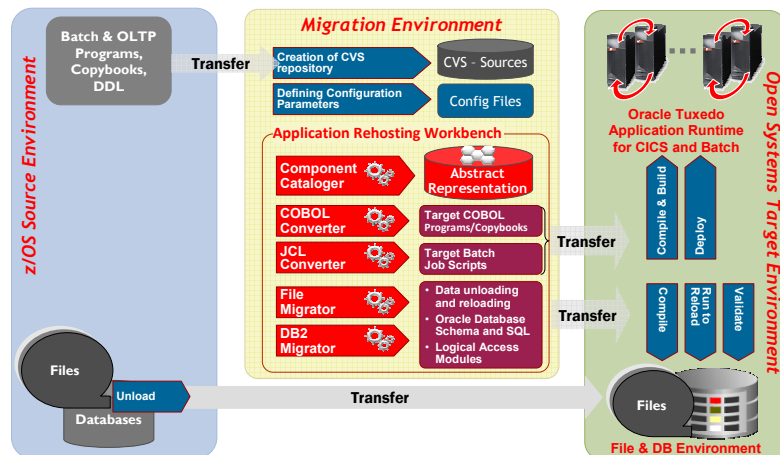 z/OS Source Environment
Batch & OLTP
Programs,
Copybooks,
DDL
Transfer
Files
Unload
Databases
Migration Environment
Creation of CVS
repository
CVS - Sources
Defining Configuration
Parameters
Config Files
Application Rehosting Workbench
Component
Cataloger
Abstract
Representation
COBOL
Converter
Target COBOL
Programs/Copybooks
JCL
Converter
Target Batch
Job Scripts
File
Migrator
DB2
Migrator
• Data unloading
and reloading
• Oracle Database
Schema and SQL
• Logical Access
Modules
Transfer
Transfer
Transfer
Open Systems Target Environment
Oracle Tuxedo
Application Runtime
for CICS and Batch
Compile & Build
Deploy
Compile
Run to
Reload
Validate
Files
File & DB Environment